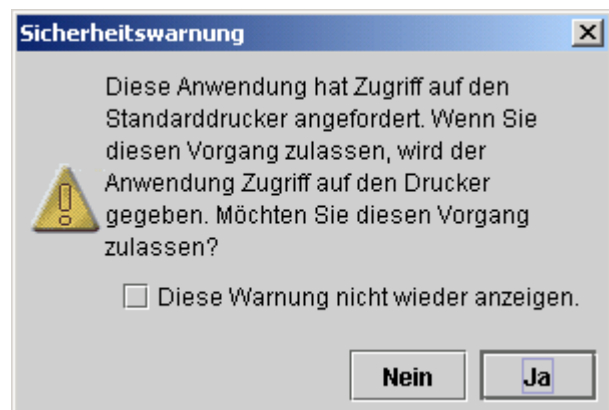 Sicherheitswarnung
Diese Anwendung hat Zugriff auf den
Standarddrucker angefordert. Wenn Sie
diesen Vorgang zulassen, wird der
Anwendung Zugriff auf den Drucker
gegeben. Möchten Sie diesen Vorgang
zulassen?
Diese Warnung nicht wieder anzeigen.
Nein Ja